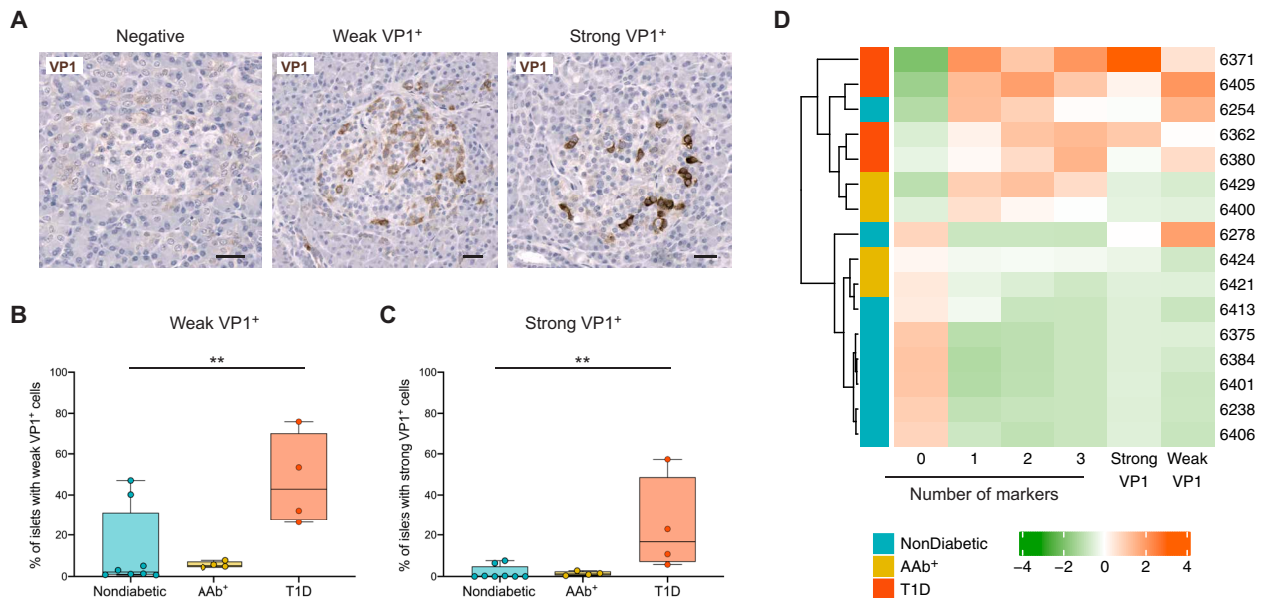 A
Negative
Weak VP1⁺
Strong VP1⁺
VP1
VP1
VP1
B
Weak VP1⁺
**
% of islets with weak VP1⁺ cells
100
80
60
40
20
0
Nondiabetic
AAb⁺
T1D
C
Strong VP1⁺
**
% of islets with strong VP1⁺ cells
100
80
60
40
20
0
Nondiabetic
AAb⁺
T1D
D
6371
6405
6254
6362
6380
6429
6400
6278
6424
6421
6413
6375
6384
6401
6238
6406
0 1 2 3 Strong VP1 Weak VP1
Number of markers
NonDiabetic
AAb⁺
T1D
−4 −2 0 2 4